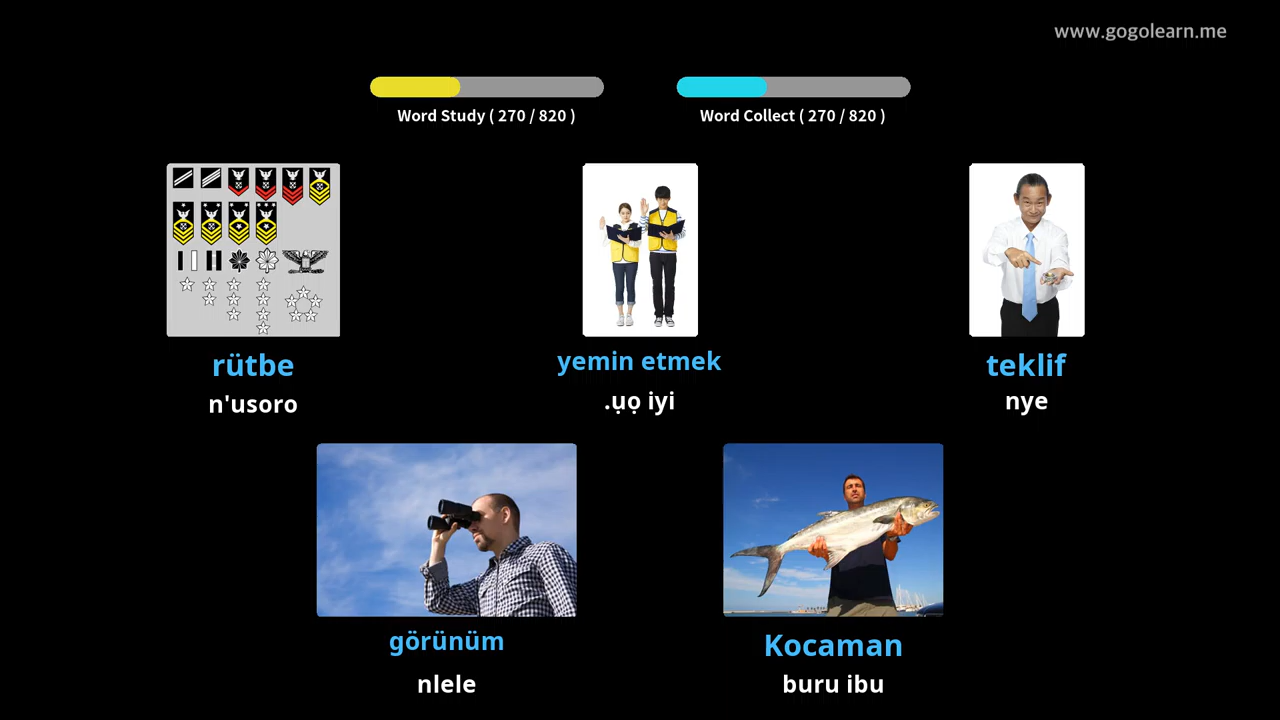 www.gogolearn.me
Word Study ( 270 / 820 )
Word Collect ( 270 / 820 )
rütbe
n'usoro
yemin etmek
.ụọ iyi
teklif
nye
görünüm
nlele
Kocaman
buru ibu